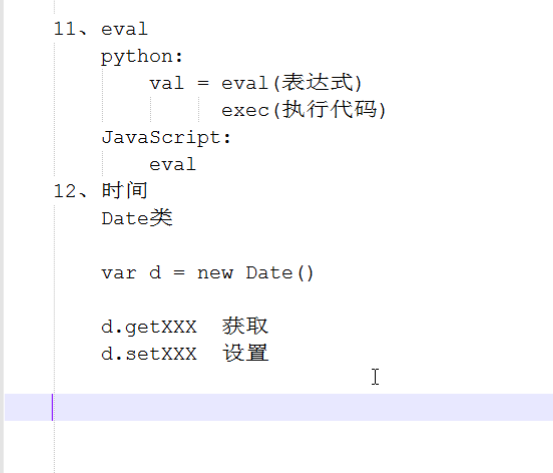 11、eval
python:
val = eval(表达式)
exec(执行代码)
JavaScript:
eval
12、时间
Date类
var d = new Date()
d.getXXX 获取
d.setXXX 设置